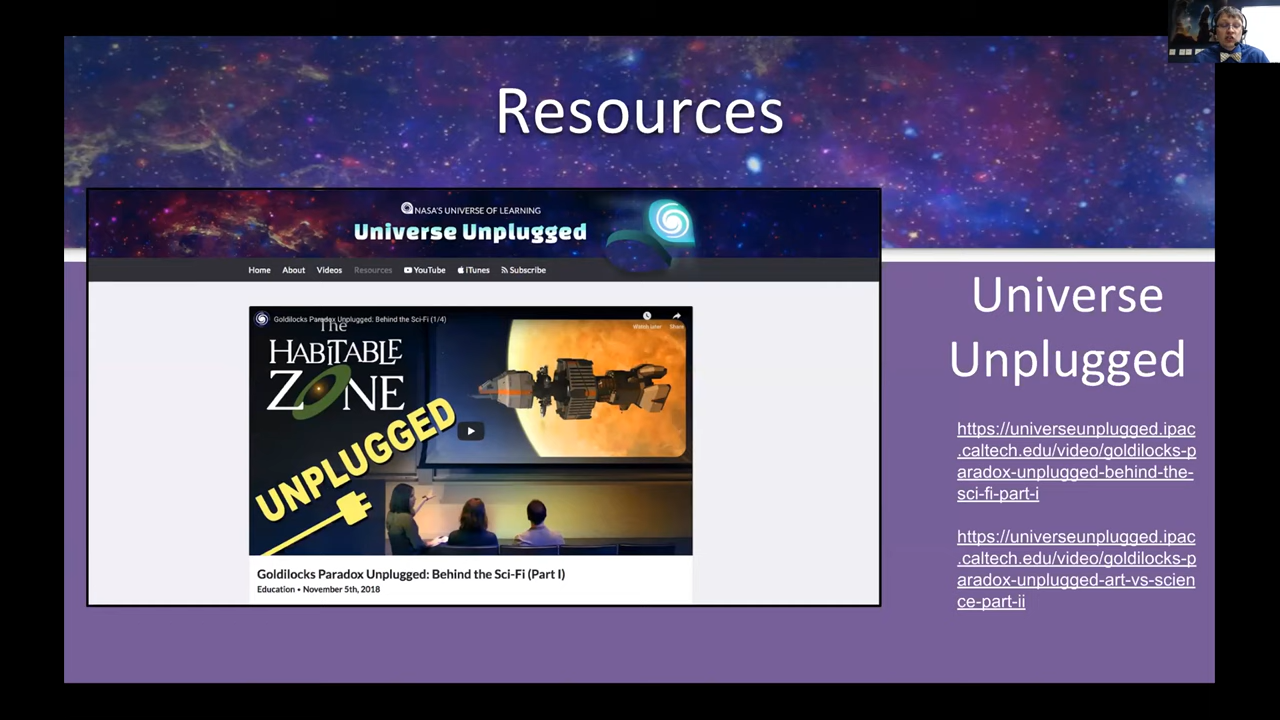 Resources
NASA'S UNIVERSE OF LEARNING
Universe Unplugged
Home About Videos Resources YouTube iTunes Subscribe
Goldilocks Paradox Unplugged: Behind the Sci-Fi (1/4)
Watch later Share
The
HABITABLE
ZONE
UNPLUGGED
Goldilocks Paradox Unplugged: Behind the Sci-Fi (Part I)
Education • November 5th, 2018
Universe
Unplugged
https://universeunplugged.ipac
.caltech.edu/video/goldilocks-p
aradox-unplugged-behind-the-
sci-fi-part-i
https://universeunplugged.ipac
.caltech.edu/video/goldilocks-p
aradox-unplugged-art-vs-scien
ce-part-ii